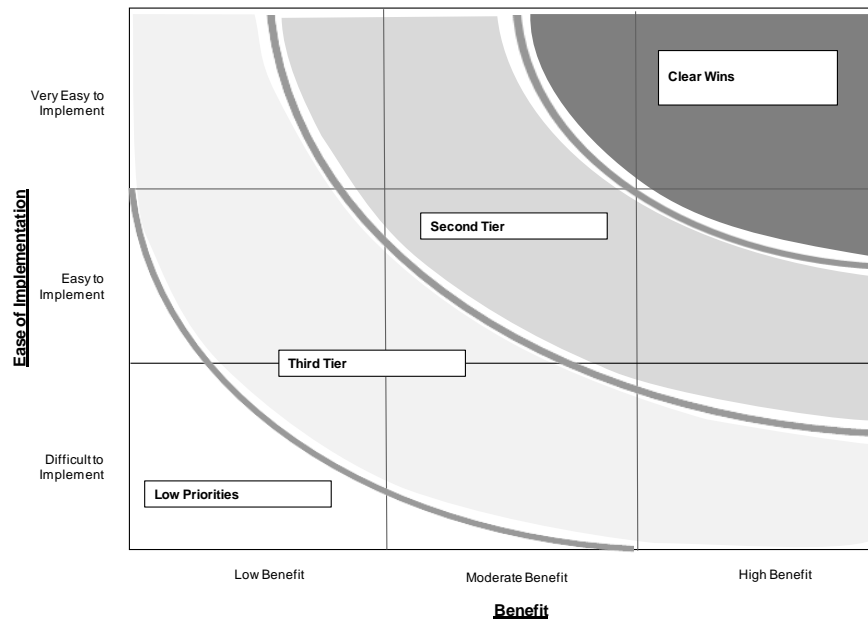 Clear Wins
Very Easy to
Implement
Second Tier
Ease of Implementation
Easy to
Implement
Third Tier
Difficult to
Implement
Low Priorities
Low Benefit
Moderate Benefit
High Benefit
Benefit